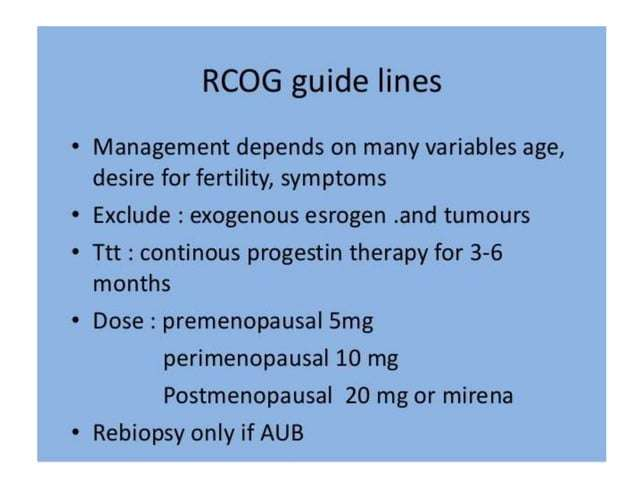 RCOG guide lines
• Management depends on many variables age,
desire for fertility, symptoms
• Exclude : exogenous esrogen .and tumours
• Ttt : continous progestin therapy for 3-6
months
• Dose : premenopausal 5mg
perimenopausal 10 mg
Postmenopausal 20 mg or mirena
• Rebiopsy only if AUB